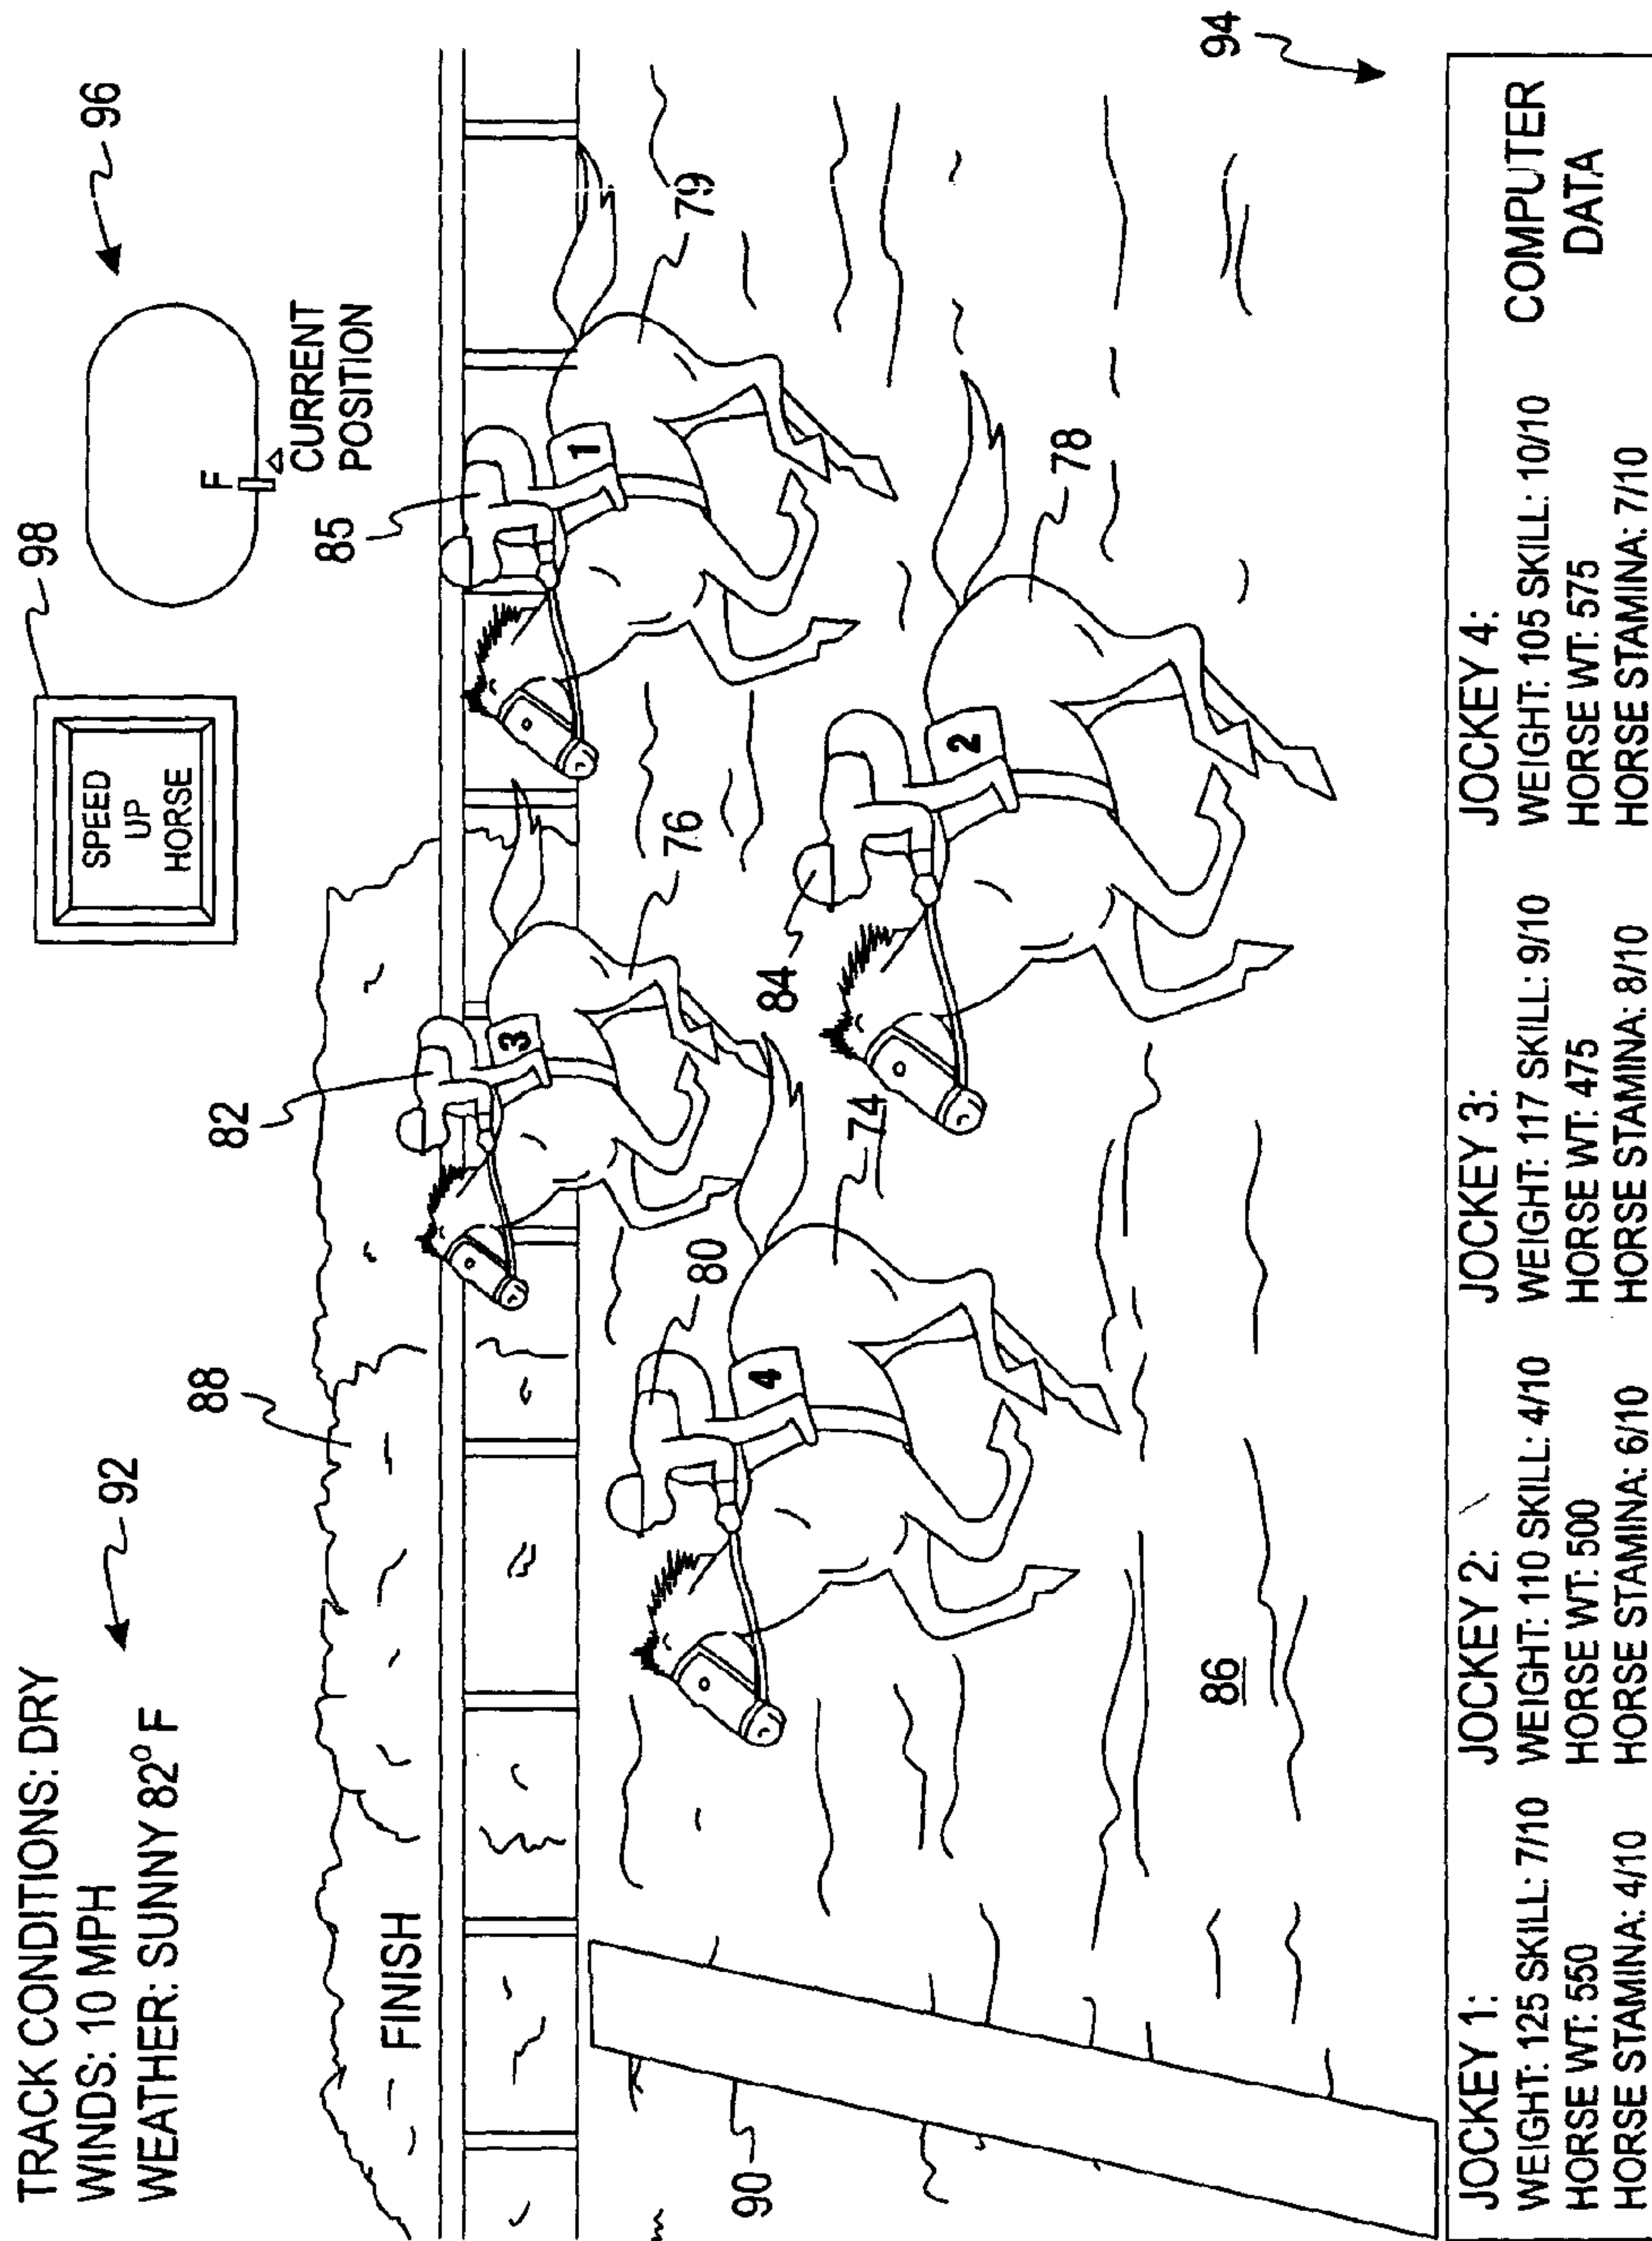 TRACK CONDITIONS: DRY
WINDS: 10 MPH
WEATHER: SUNNY 82° F
92
98
SPEED
UP
HORSE
96
F
CURRENT
POSITION
88
82
85
FINISH
3
1
79
76
80
84
4
2
74
78
90
86
94
JOCKEY 1:
WEIGHT: 125 SKILL: 7/10
HORSE WT: 550
HORSE STAMINA: 4/10
JOCKEY 2:
WEIGHT: 110 SKILL: 4/10
HORSE WT: 500
HORSE STAMINA: 6/10
JOCKEY 3:
WEIGHT: 117 SKILL: 9/10
HORSE WT: 475
HORSE STAMINA: 8/10
JOCKEY 4:
WEIGHT: 105 SKILL: 10/10
HORSE WT: 575
HORSE STAMINA: 7/10
COMPUTER
DATA